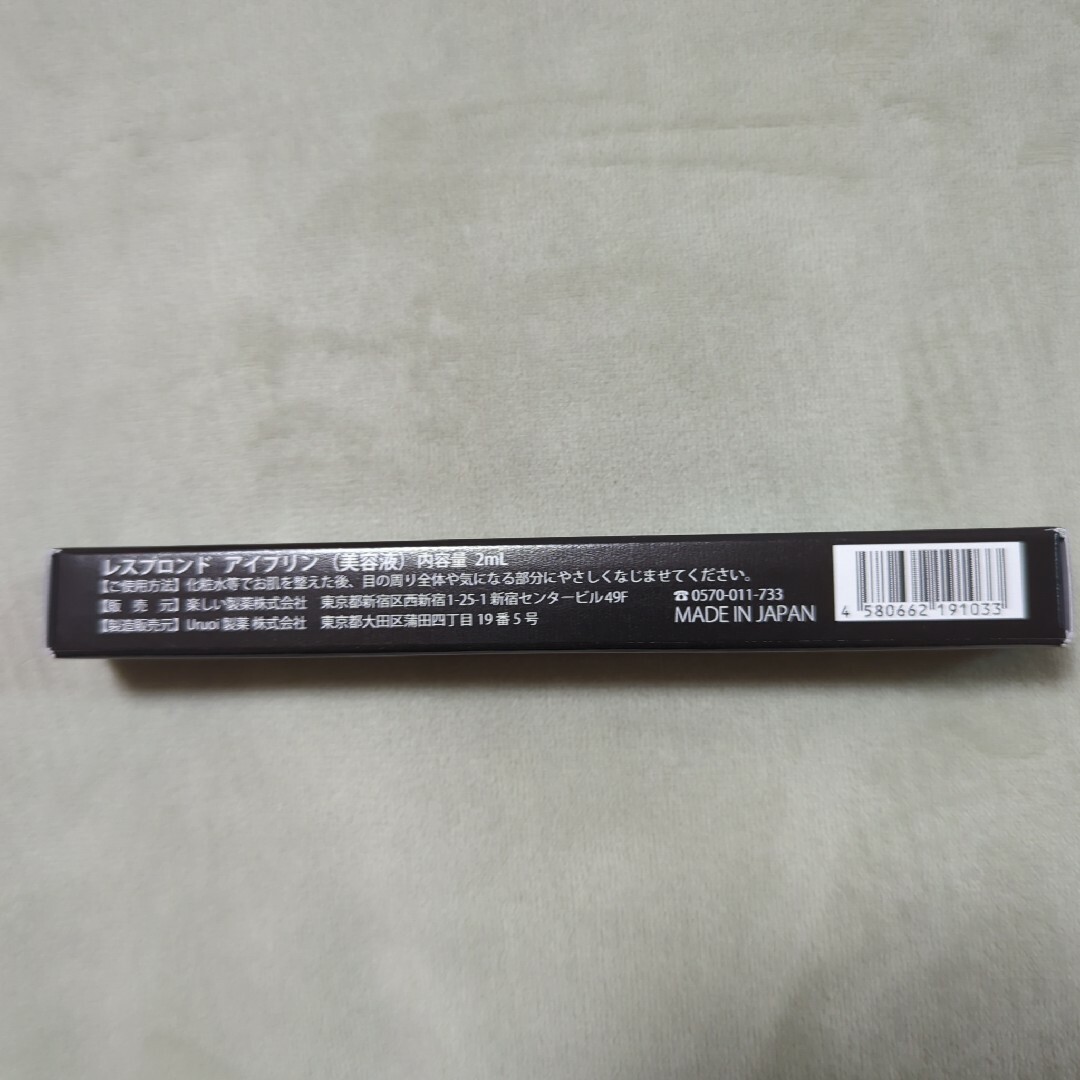 レスブロンド アイプリン（美容液）内容量 2mL
【ご使用方法】化粧水等でお肌を整えた後、目の周り全体や気になる部分にやさしくなじませてください。
【販 売 元】楽しい製薬株式会社 東京都新宿区西新宿1-25-1 新宿センタービル49F ☎0570-011-733
【製造販売元】Uruoi 製薬 株式会社 東京都大田区蒲田四丁目 19 番 5 号 MADE IN JAPAN
4 580662 191033